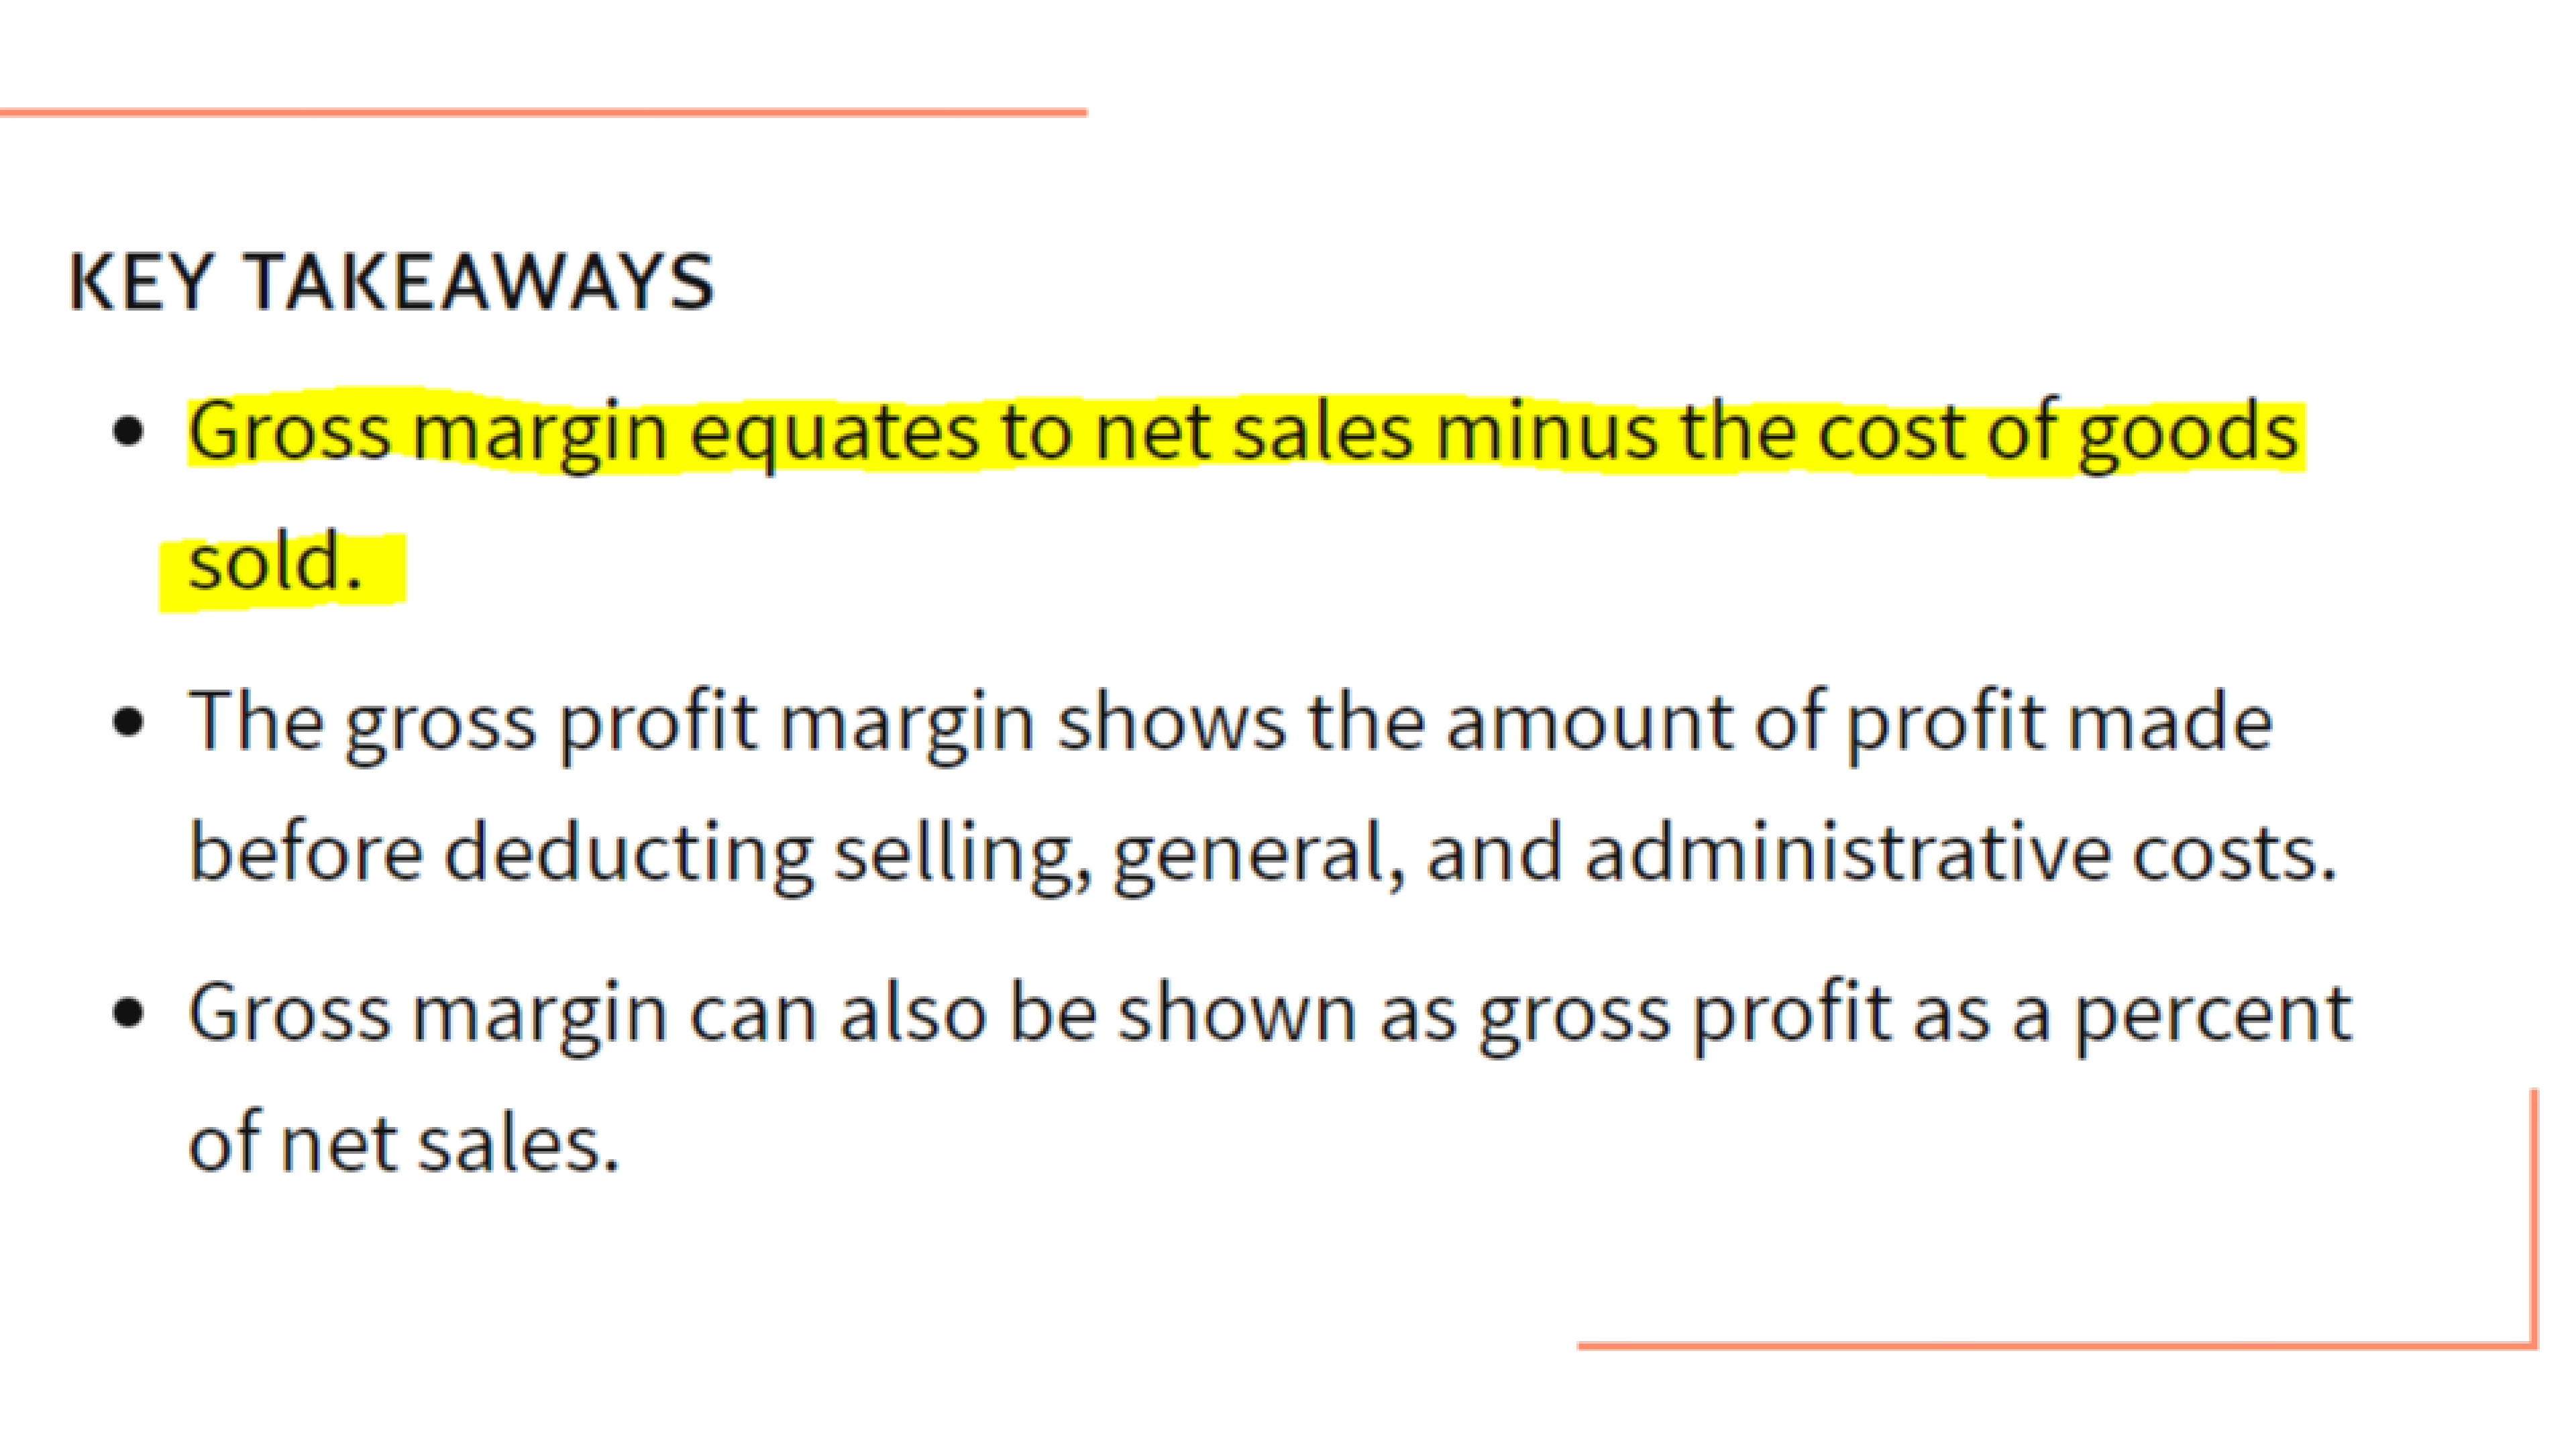 KEY TAKEAWAYS
• Gross margin equates to net sales minus the cost of goods
sold.
• The gross profit margin shows the amount of profit made
before deducting selling, general, and administrative costs.
• Gross margin can also be shown as gross profit as a percent
of net sales.